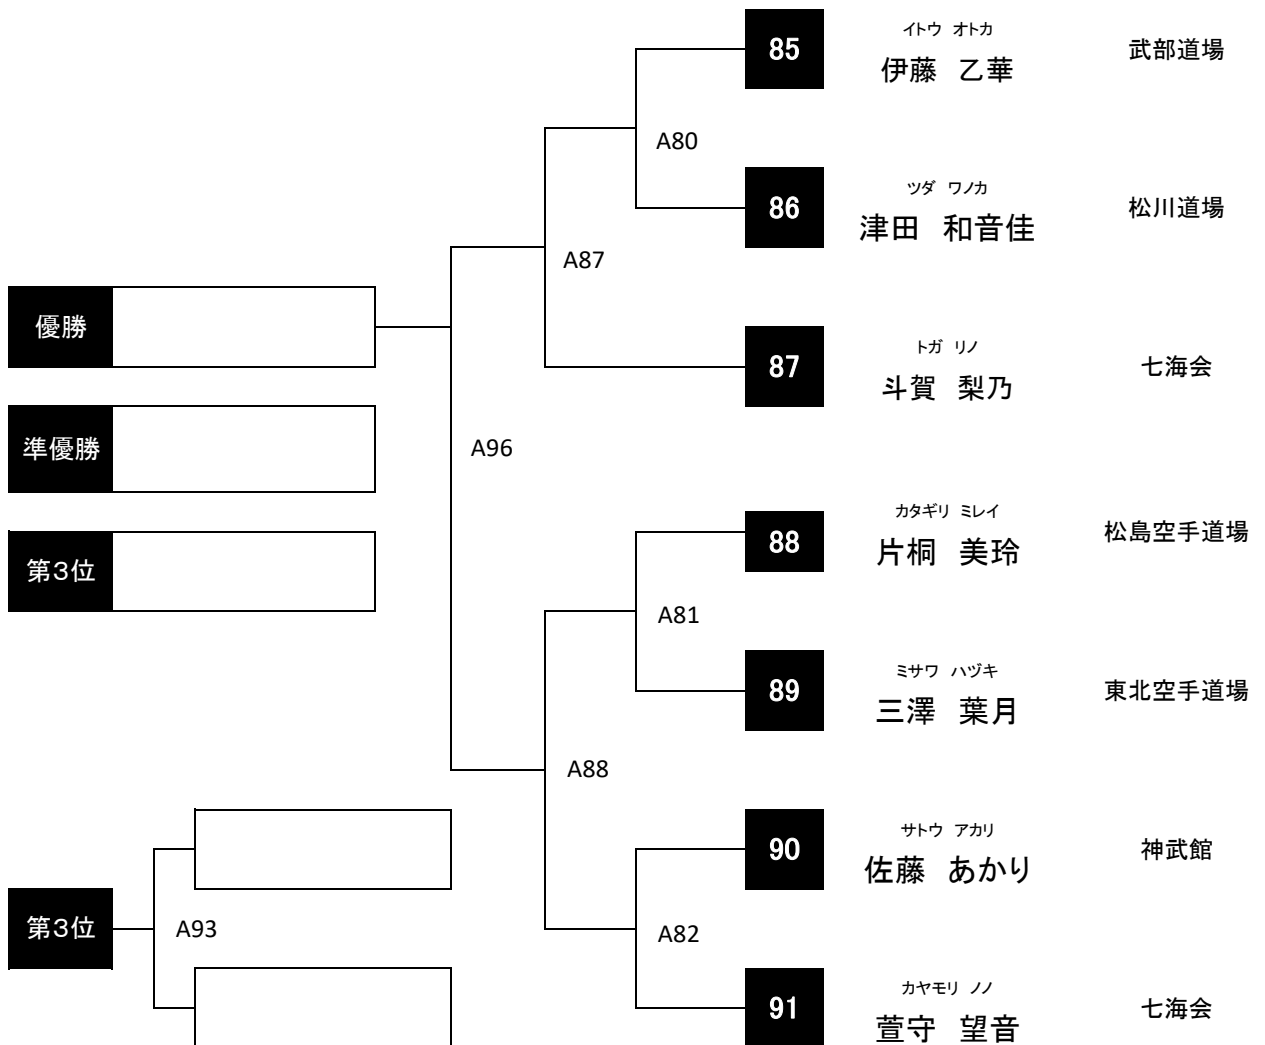 85
イトウ オトカ
伊藤 乙華
武部道場
A80
86
ツダ ワノカ
津田 和音佳
松川道場
A87
優勝
87
トガ リノ
斗賀 梨乃
七海会
準優勝
A96
88
カタギリ ミレイ
片桐 美玲
松島空手道場
第3位
A81
89
ミサワ ハヅキ
三澤 葉月
東北空手道場
A88
90
サトウ アカリ
佐藤 あかり
神武館
第3位
A93
A82
91
カヤモリ ノノ
萱守 望音
七海会